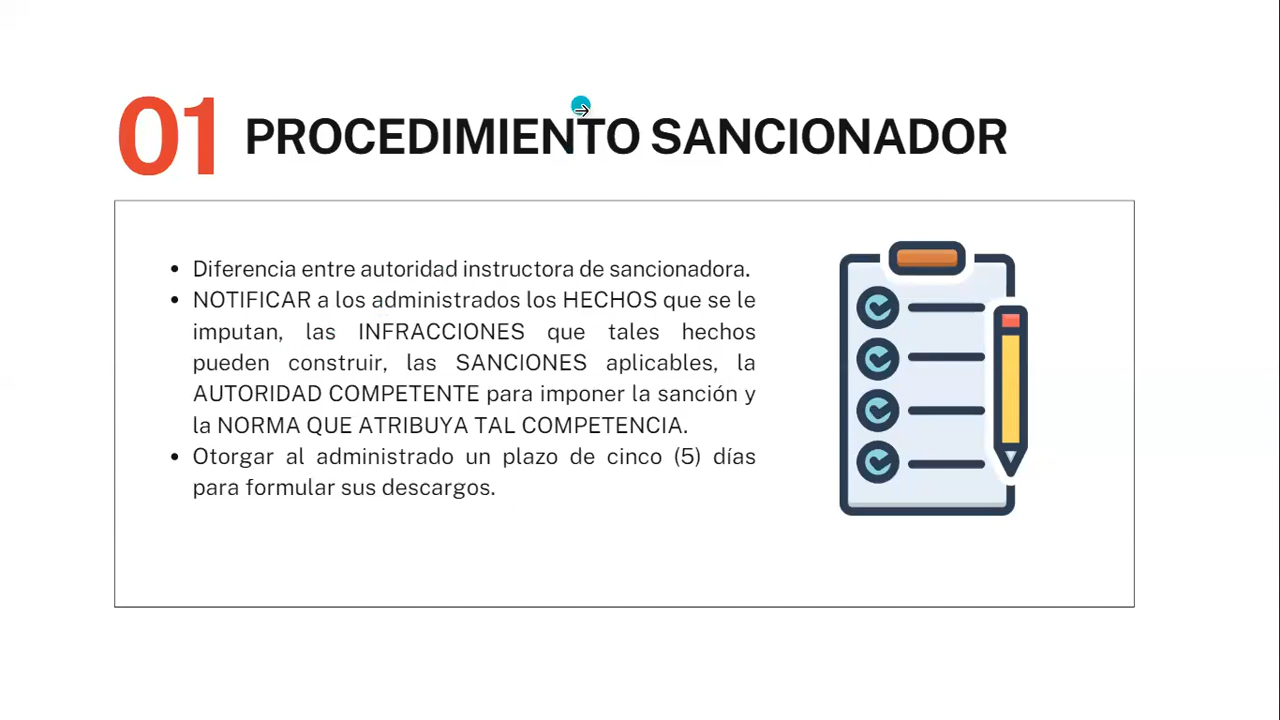 01 PROCEDIMIENTO SANCIONADOR
• Diferencia entre autoridad instructora de sancionadora.
• NOTIFICAR a los administrados los HECHOS que se le
imputan, las INFRACCIONES que tales hechos
pueden construir, las SANCIONES aplicables, la
AUTORIDAD COMPETENTE para imponer la sanción y
la NORMA QUE ATRIBUYA TAL COMPETENCIA.
• Otorgar al administrado un plazo de cinco (5) días
para formular sus descargos.